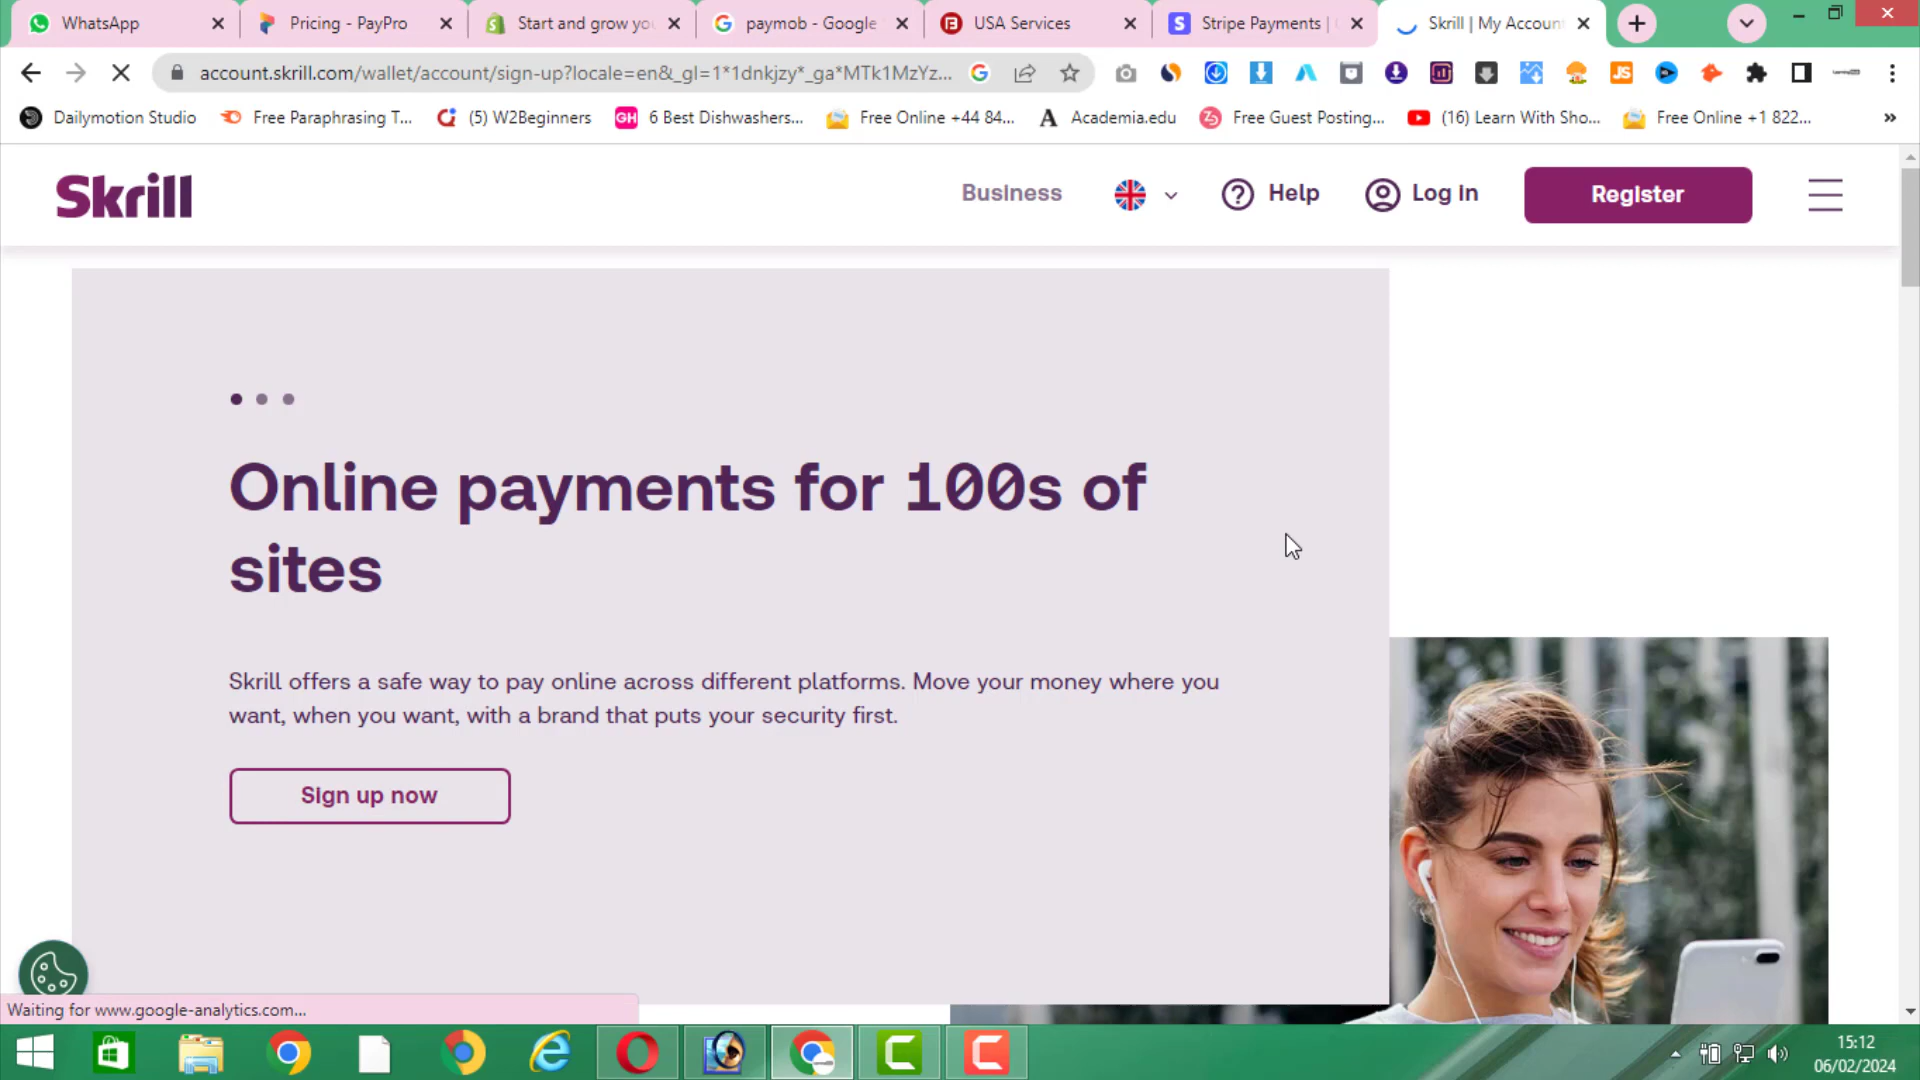 WhatsApp
Pricing - PayPro
Start and grow yo
paymob - Google
USA Services
Stripe Payments |
Skrill | My Accoun
account.skrill.com/wallet/account/sign-up?locale=en&_gl=1*1dnkjzy*_ga*MTk1MzYz...
Dailymotion Studio
Free Paraphrasing T...
(5) W2Beginners
GH
6 Best Dishwashers...
Free Online +44 84...
Academia.edu
Free Guest Posting...
(16) Learn With Sho...
Free Online +1 822...
»
Skrill
Business
Help
Log in
Register
Online payments for 100s of
sites
Skrill offers a safe way to pay online across different platforms. Move your money where you
want, when you want, with a brand that puts your security first.
Sign up now
Waiting for www.google-analytics.com...
15:12
06/02/2024